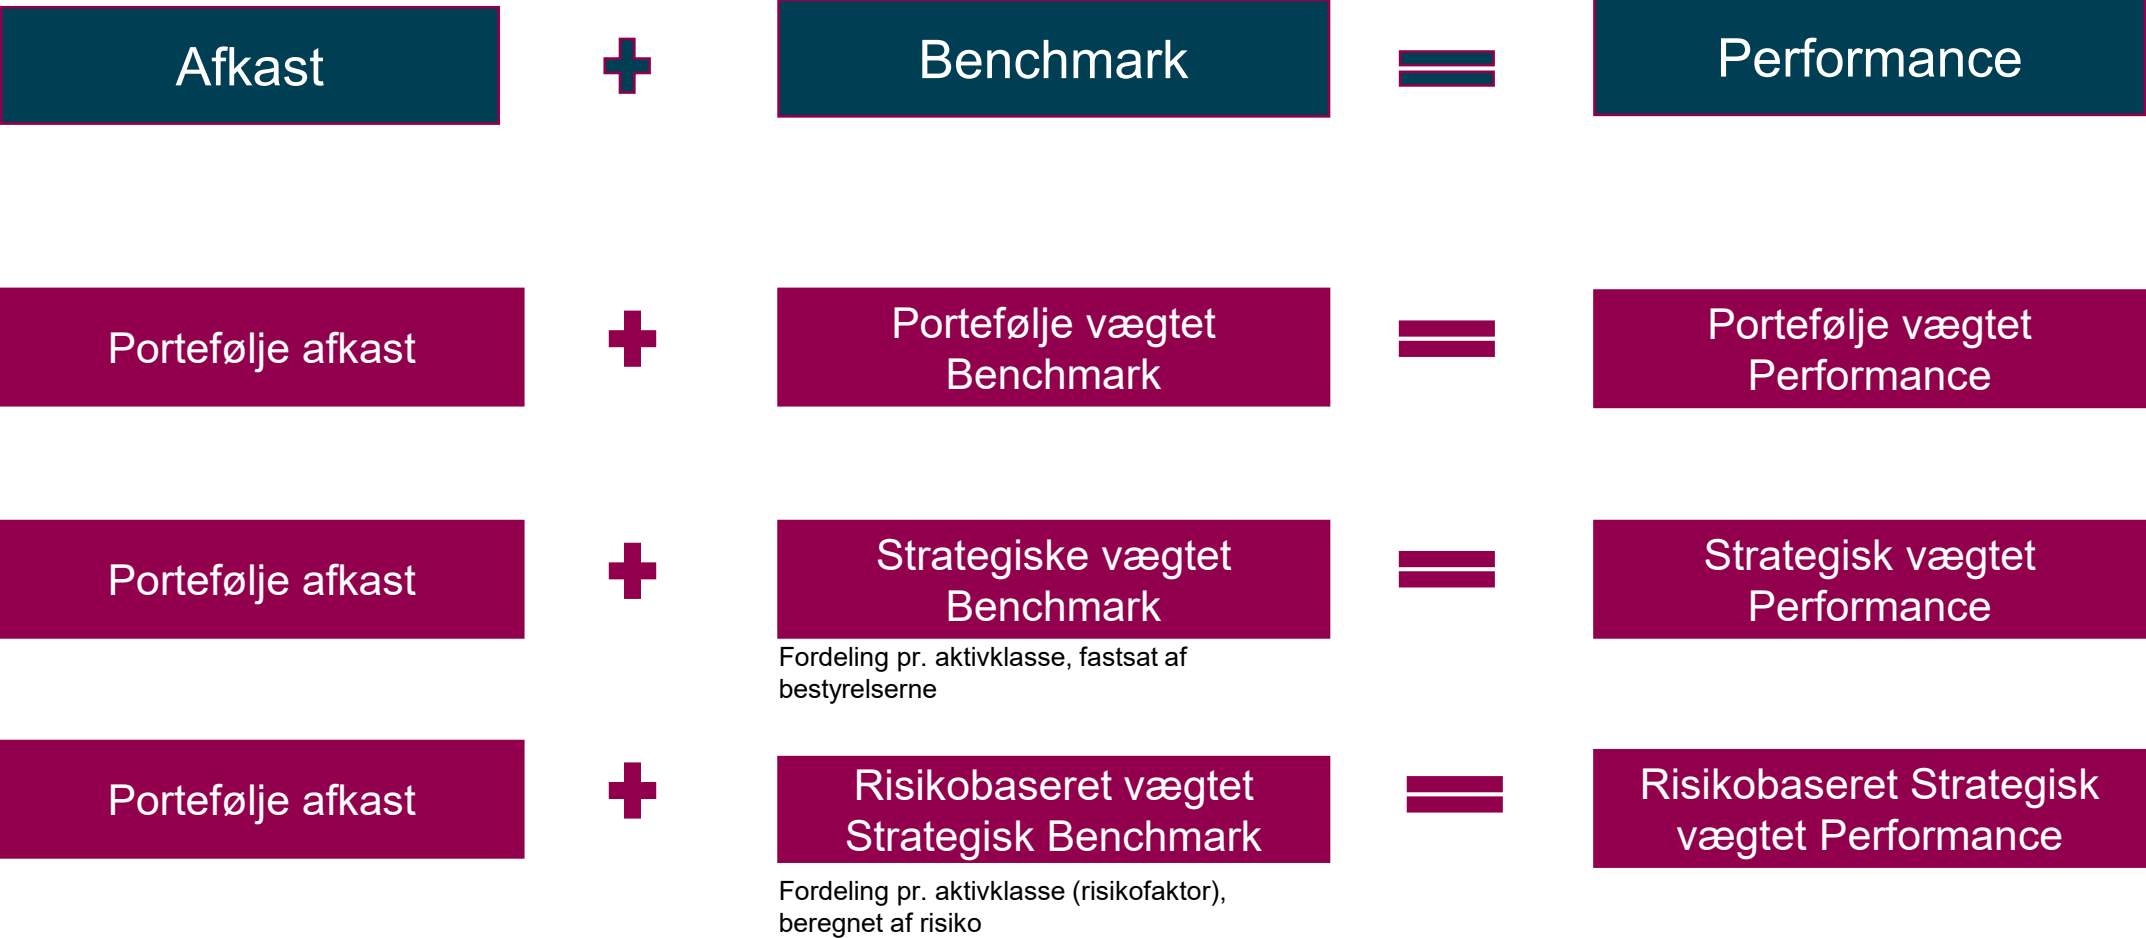 Afkast
Benchmark
Performance
Portefølje afkast
Portefølje vægtet
Benchmark
Portefølje vægtet
Performance
Portefølje afkast
Strategiske vægtet
Benchmark
Strategisk vægtet
Performance
Fordeling pr. aktivklasse, fastsat af
bestyrelserne
Portefølje afkast
Risikobaseret vægtet
Strategisk Benchmark
Risikobaseret Strategisk
vægtet Performance
Fordeling pr. aktivklasse (risikofaktor),
beregnet af risiko